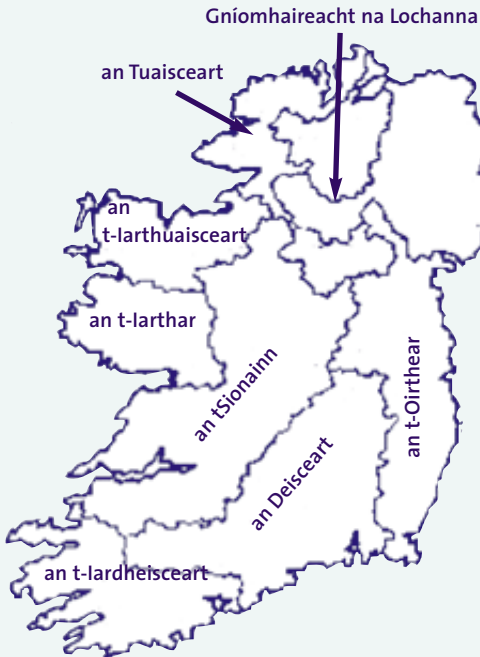 Gníomhaireacht na Lochanna
an Tuaisceart
an
t-Iarthuaisceart
an t-Iarthar
an tSionainn
an t-Oirthear
an Deisceart
an t-Iardheisceart